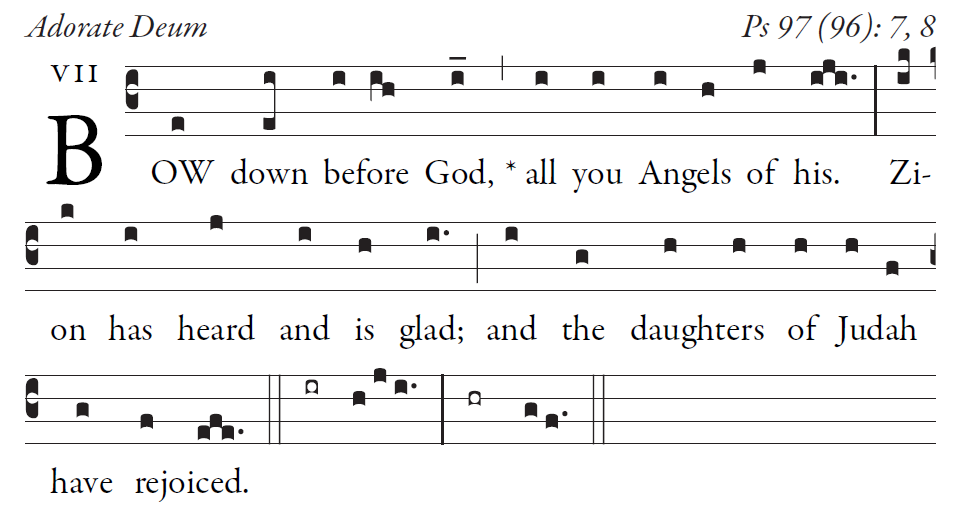 Adorate Deum Ps 97 (96): 7, 8
VII
BOW down before God, * all you Angels of his. Zi-
on has heard and is glad; and the daughters of Judah
have rejoiced.